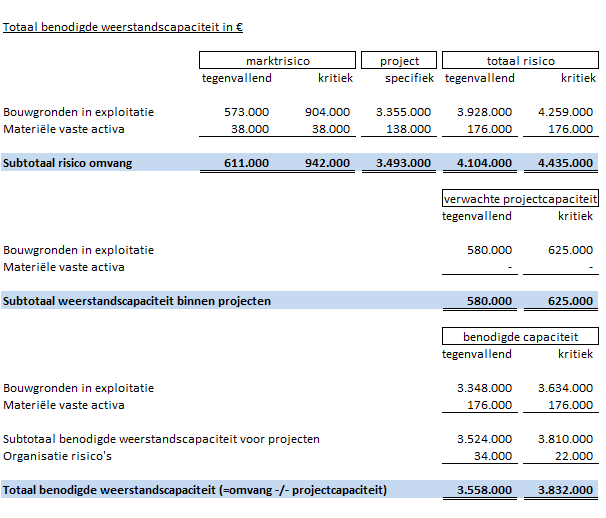 Totaal benodigde weerstandscapaciteit in €
marktrisico project totaal risico
tegenvallend kritiek specifiek tegenvallend kritiek
Bouwgronden in exploitatie 573.000 904.000 3.355.000 3.928.000 4.259.000
Materiële vaste activa 38.000 38.000 138.000 176.000 176.000
Subtotaal risico omvang 611.000 942.000 3.493.000 4.104.000 4.435.000
verwachte projectcapaciteit
tegenvallend kritiek
Bouwgronden in exploitatie 580.000 625.000
Materiële vaste activa - -
Subtotaal weerstandscapaciteit binnen projecten 580.000 625.000
benodigde capaciteit
tegenvallend kritiek
Bouwgronden in exploitatie 3.348.000 3.634.000
Materiële vaste activa 176.000 176.000
Subtotaal benodigde weerstandscapaciteit voor projecten 3.524.000 3.810.000
Organisatie risico's 34.000 22.000
Totaal benodigde weerstandscapaciteit (=omvang -/- projectcapaciteit) 3.558.000 3.832.000